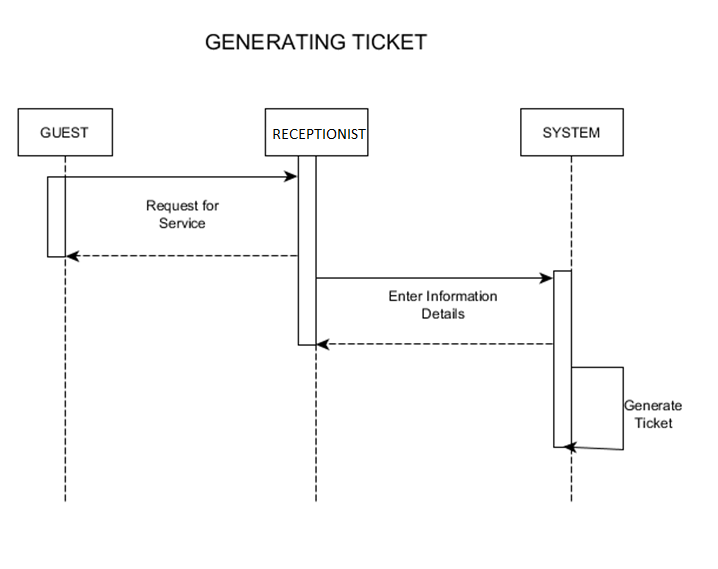 GENERATING TICKET
GUEST
RECEPTIONIST
SYSTEM
Request for
Service
Enter Information
Details
Generate
Ticket